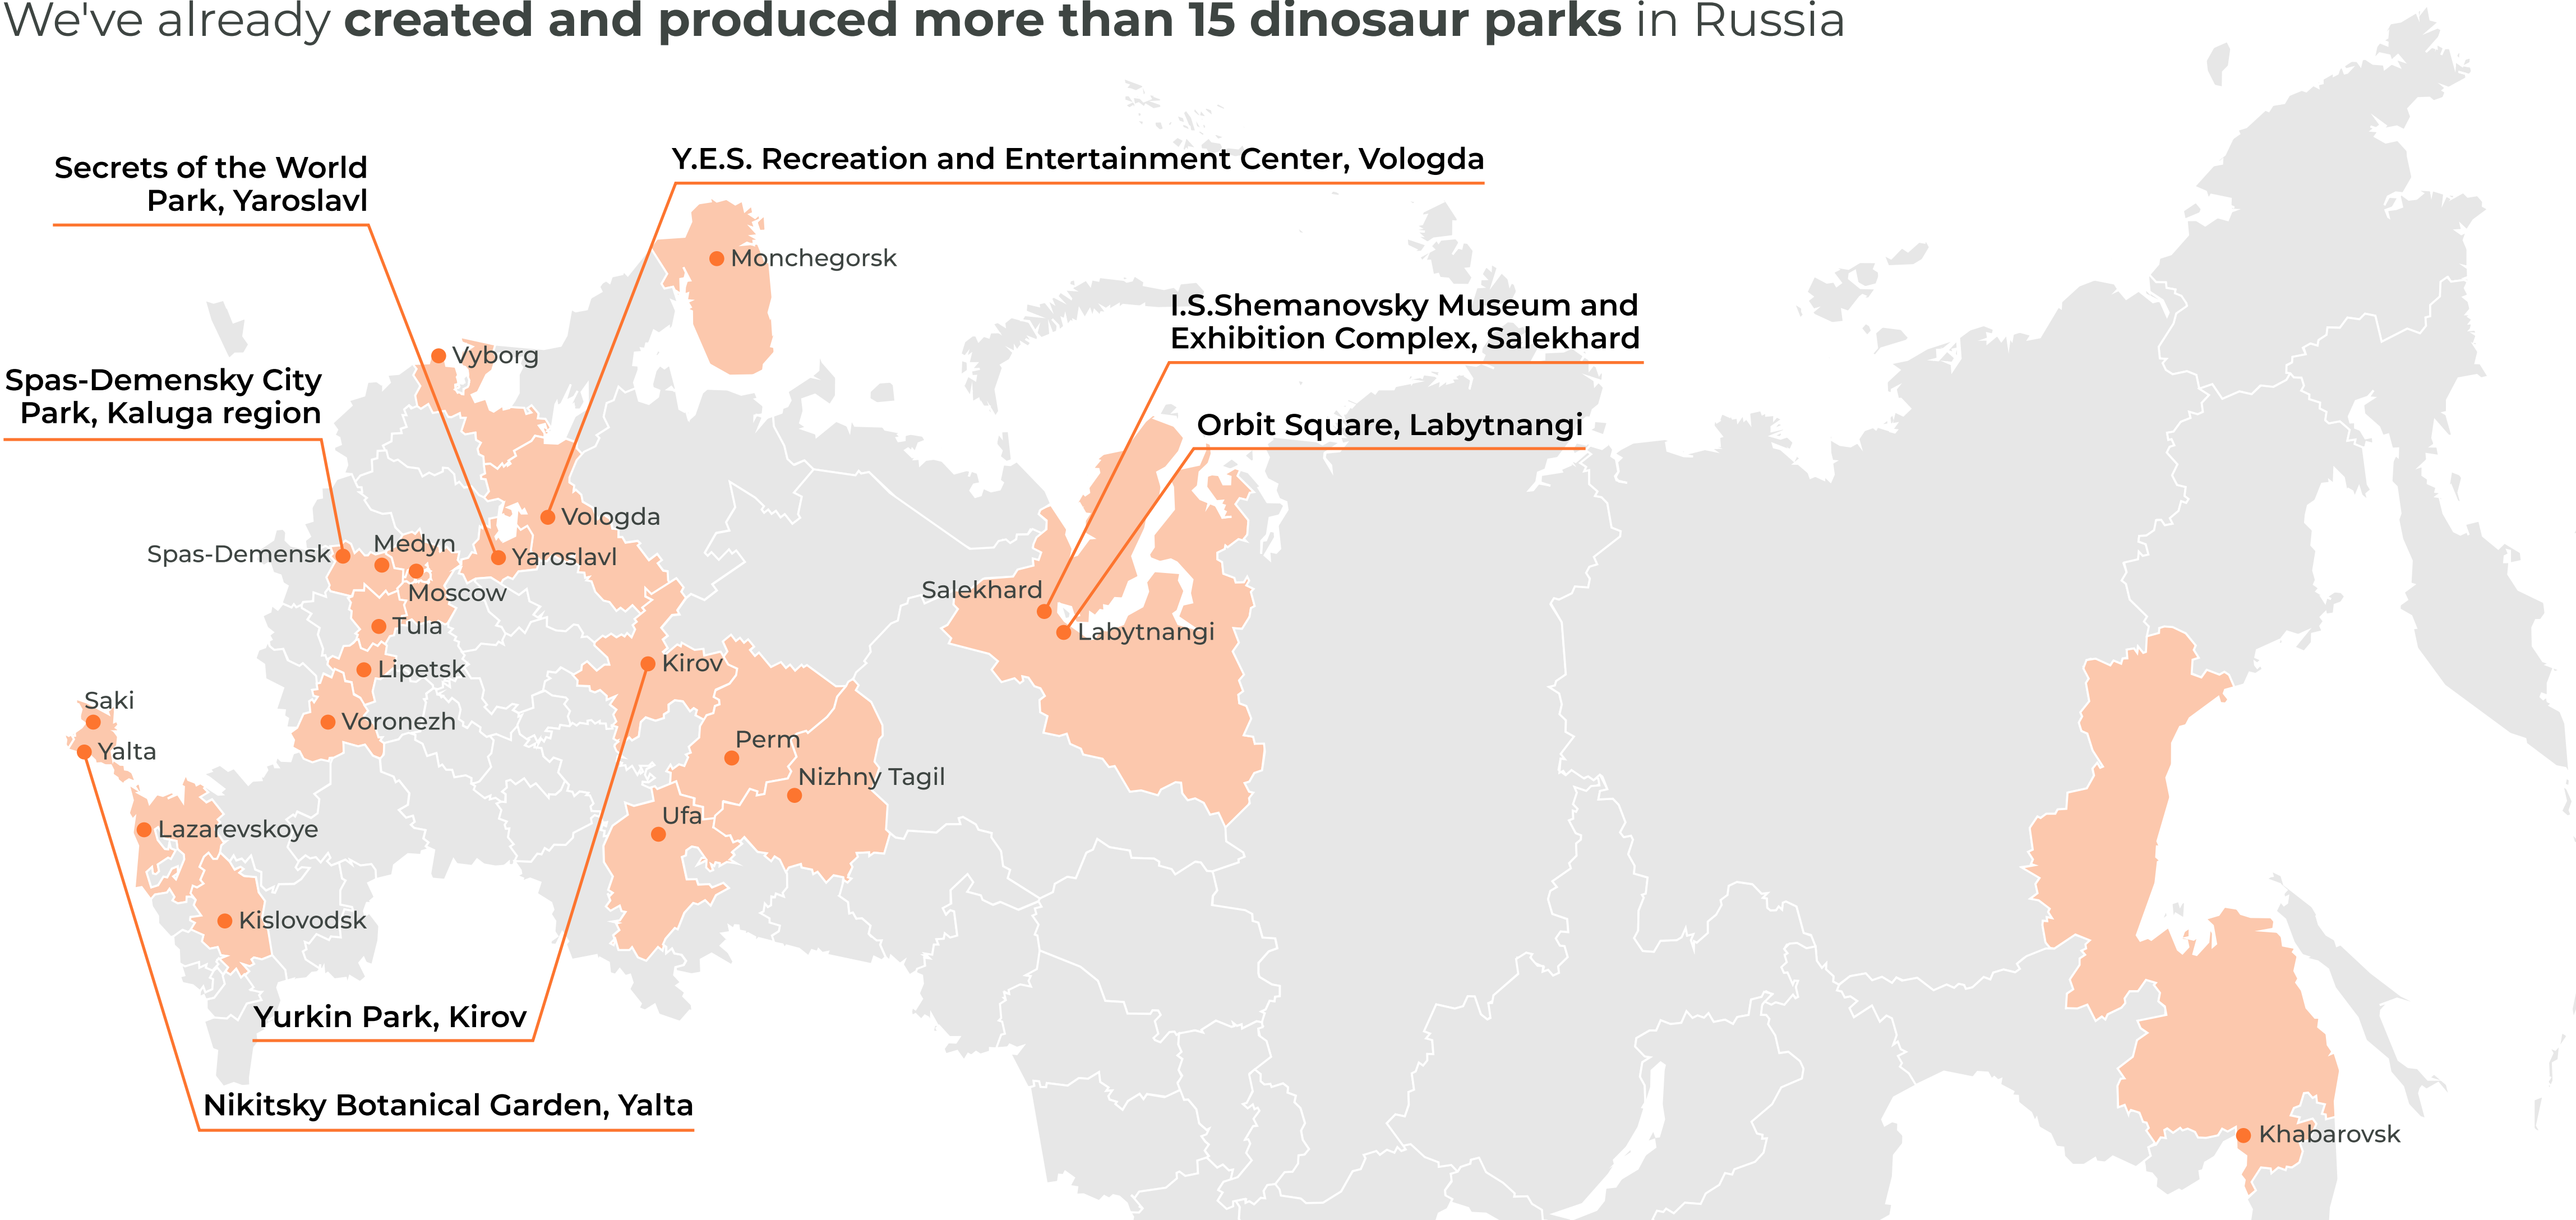 We've already created and produced more than 15 dinosaur parks in Russia
Y.E.S. Recreation and Entertainment Center, Vologda
Secrets of the World
Park, Yaroslavl
Monchegorsk
I.S.Shemanovsky Museum and
Exhibition Complex, Salekhard
Vyborg
Spas-Demensky City
Park, Kaluga region
Orbit Square, Labytnangi
Vologda
Medyn
Spas-Demensk
Yaroslavl
Moscow
Salekhard
Tula
Labytnangi
Lipetsk
Kirov
Saki
Voronezh
Yalta
Perm
Nizhny Tagil
Ufa
Lazarevskoye
Kislovodsk
Yurkin Park, Kirov
Nikitsky Botanical Garden, Yalta
Khabarovsk